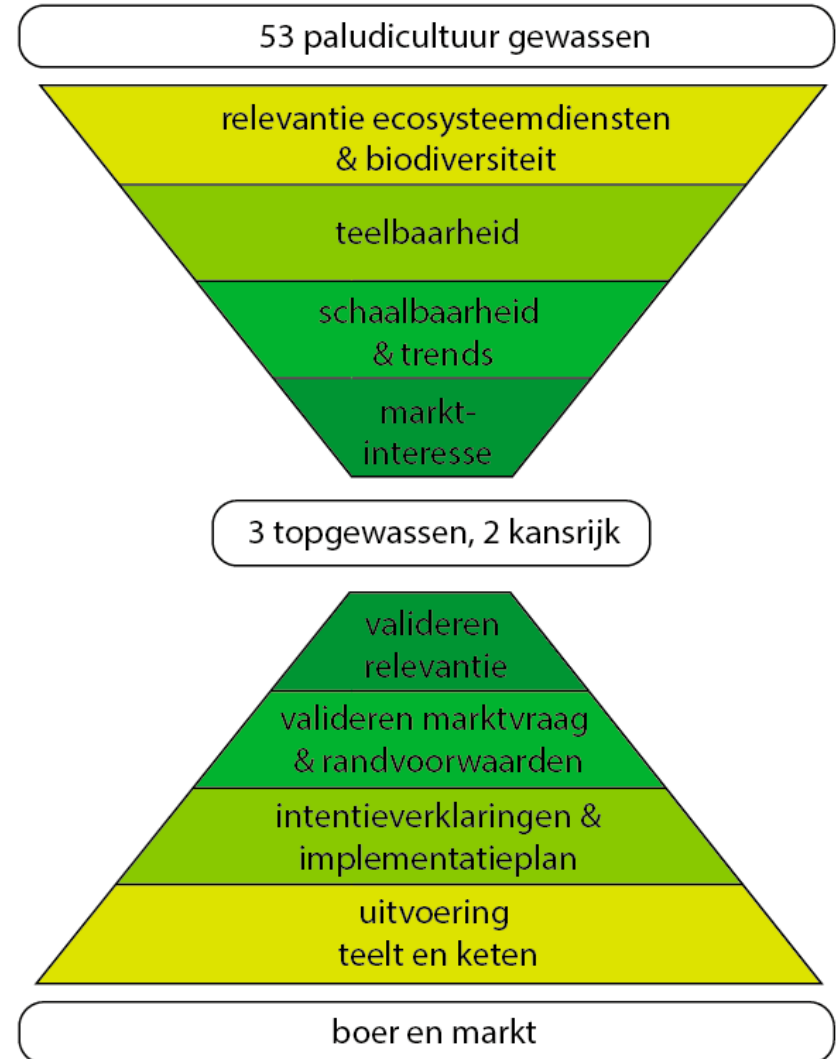 53 paludicultuur gewassen
relevantie ecosysteemdiensten
& biodiversiteit
teelbaarheid
schaalbaarheid
& trends
markt-
interesse
3 topgewassen, 2 kansrijk
valideren
relevantie
valideren marktvraag
& randvoorwaarden
intentieverklaringen &
implementatieplan
uitvoering
teelt en keten
boer en markt